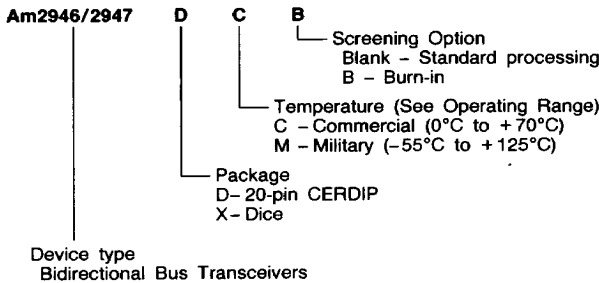 Am2946/2947 D C B
Screening Option
Blank – Standard processing
B – Burn-in
Temperature (See Operating Range)
C – Commercial (0°C to +70°C)
M – Military (–55°C to +125°C)
Package
D– 20-pin CERDIP
X– Dice
Device type
Bidirectional Bus Transceivers